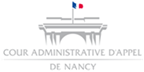 COUR ADMINISTRATIVE D'APPEL
DE NANCY